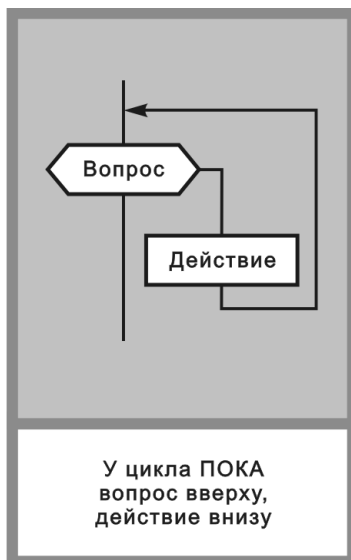 Вопрос
Действие
У цикла ПОКА
вопрос вверху,
действие внизу